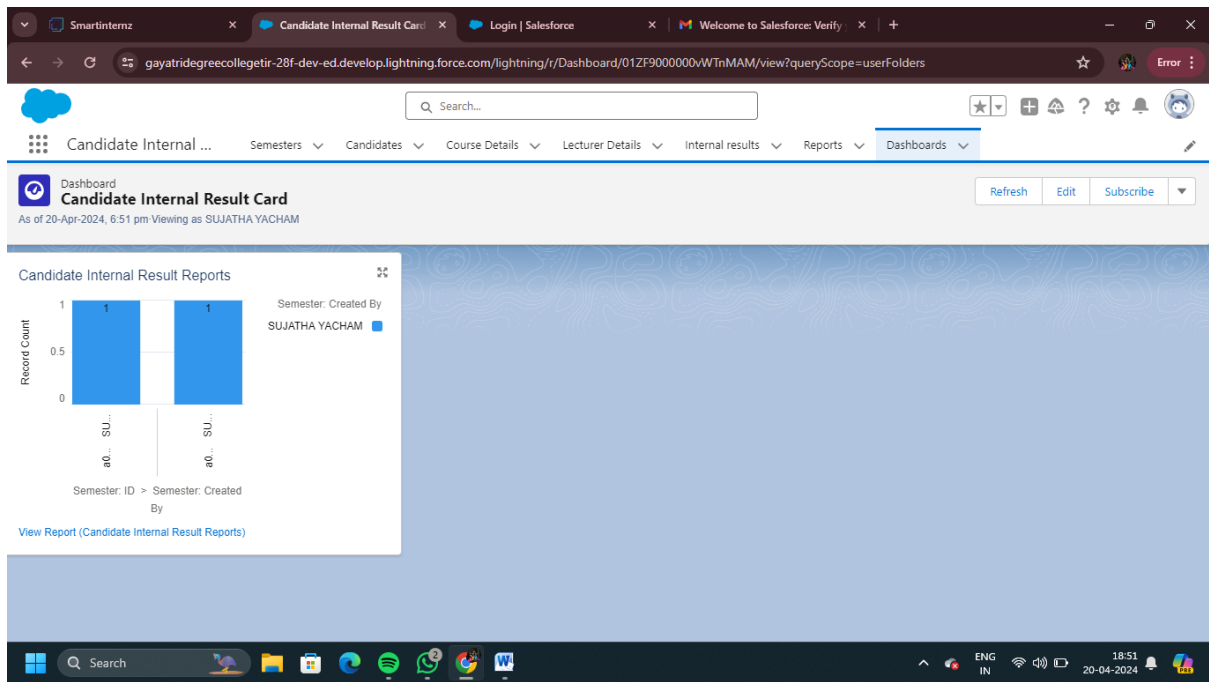 Smartinternz
Candidate Internal Result Card
Login | Salesforce
Welcome to Salesforce: Verify
gayatridegreecollegetir-28f-dev-ed.develop.lightning.force.com/lightning/r/Dashboard/01ZF9000000vWTnMAM/view?queryScope=userFolders
Error
Search...
Candidate Internal ...
Semesters
Candidates
Course Details
Lecturer Details
Internal results
Reports
Dashboards
Dashboard
Candidate Internal Result Card
As of 20-Apr-2024, 6:51 pm·Viewing as SUJATHA YACHAM
Refresh
Edit
Subscribe
Candidate Internal Result Reports
Semester: Created By
SUJATHA YACHAM
Record Count
1
0.5
0
1
1
SU...
SU...
a0...
a0...
Semester: ID > Semester: Created
By
View Report (Candidate Internal Result Reports)
Search
2
W
ENG
IN
18:51
20-04-2024
PRE